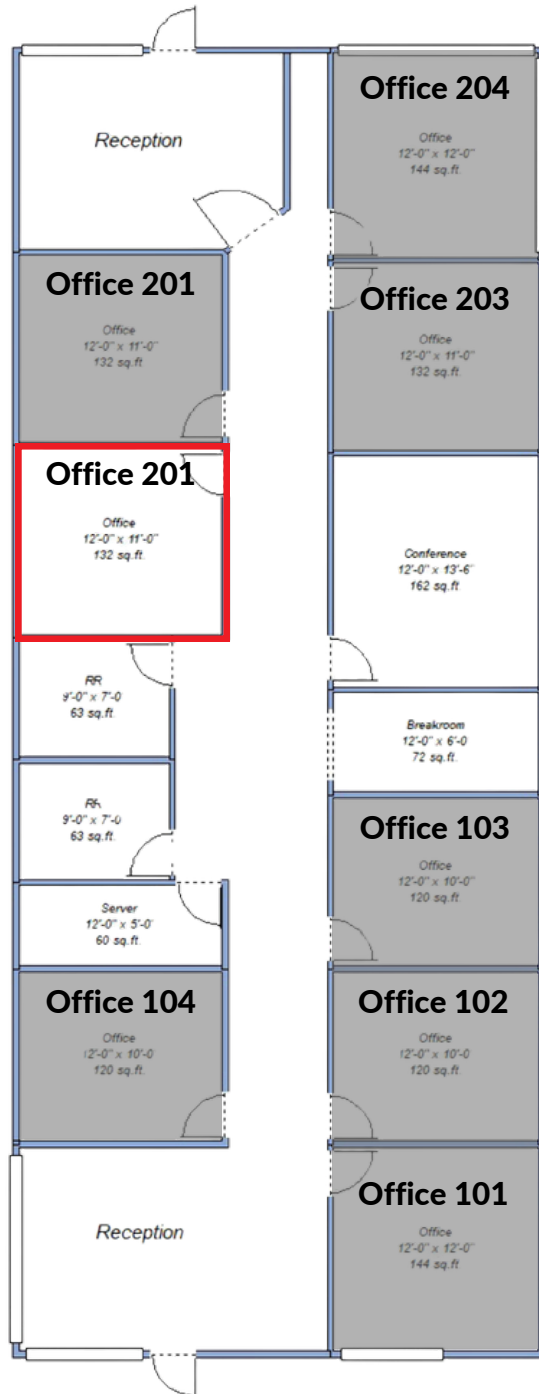 Office 204
Office
12'-0" x 12'-0"
144 sq.ft.
Reception
Office 201
Office
12'-0" x 11'-0"
132 sq.ft
Office 203
Office
12'-0" x 11'-0"
132 sq.ft.
Office 201
Office
12'-0" x 11'-0"
132 sq.ft.
Conference
12'-0" x 13'-6"
162 sq.ft
RR
9'-0" x 7'-0
63 sq.ft.
Breakroom
12'-0" x 6'-0
72 sq.ft.
RR
9'-0" x 7'-0
63 sq.ft.
Office 103
Office
12'-0" x 10'-0"
120 sq.ft
Server
12'-0" x 5'-0"
60 sq.ft.
Office 104
Office
12'-0" x 10'-0
120 sq.ft.
Office 102
Office
12'-0" x 10'-0
120 sq.ft.
Office 101
Office
12'-0" x 12'-0"
144 sq.ft
Reception